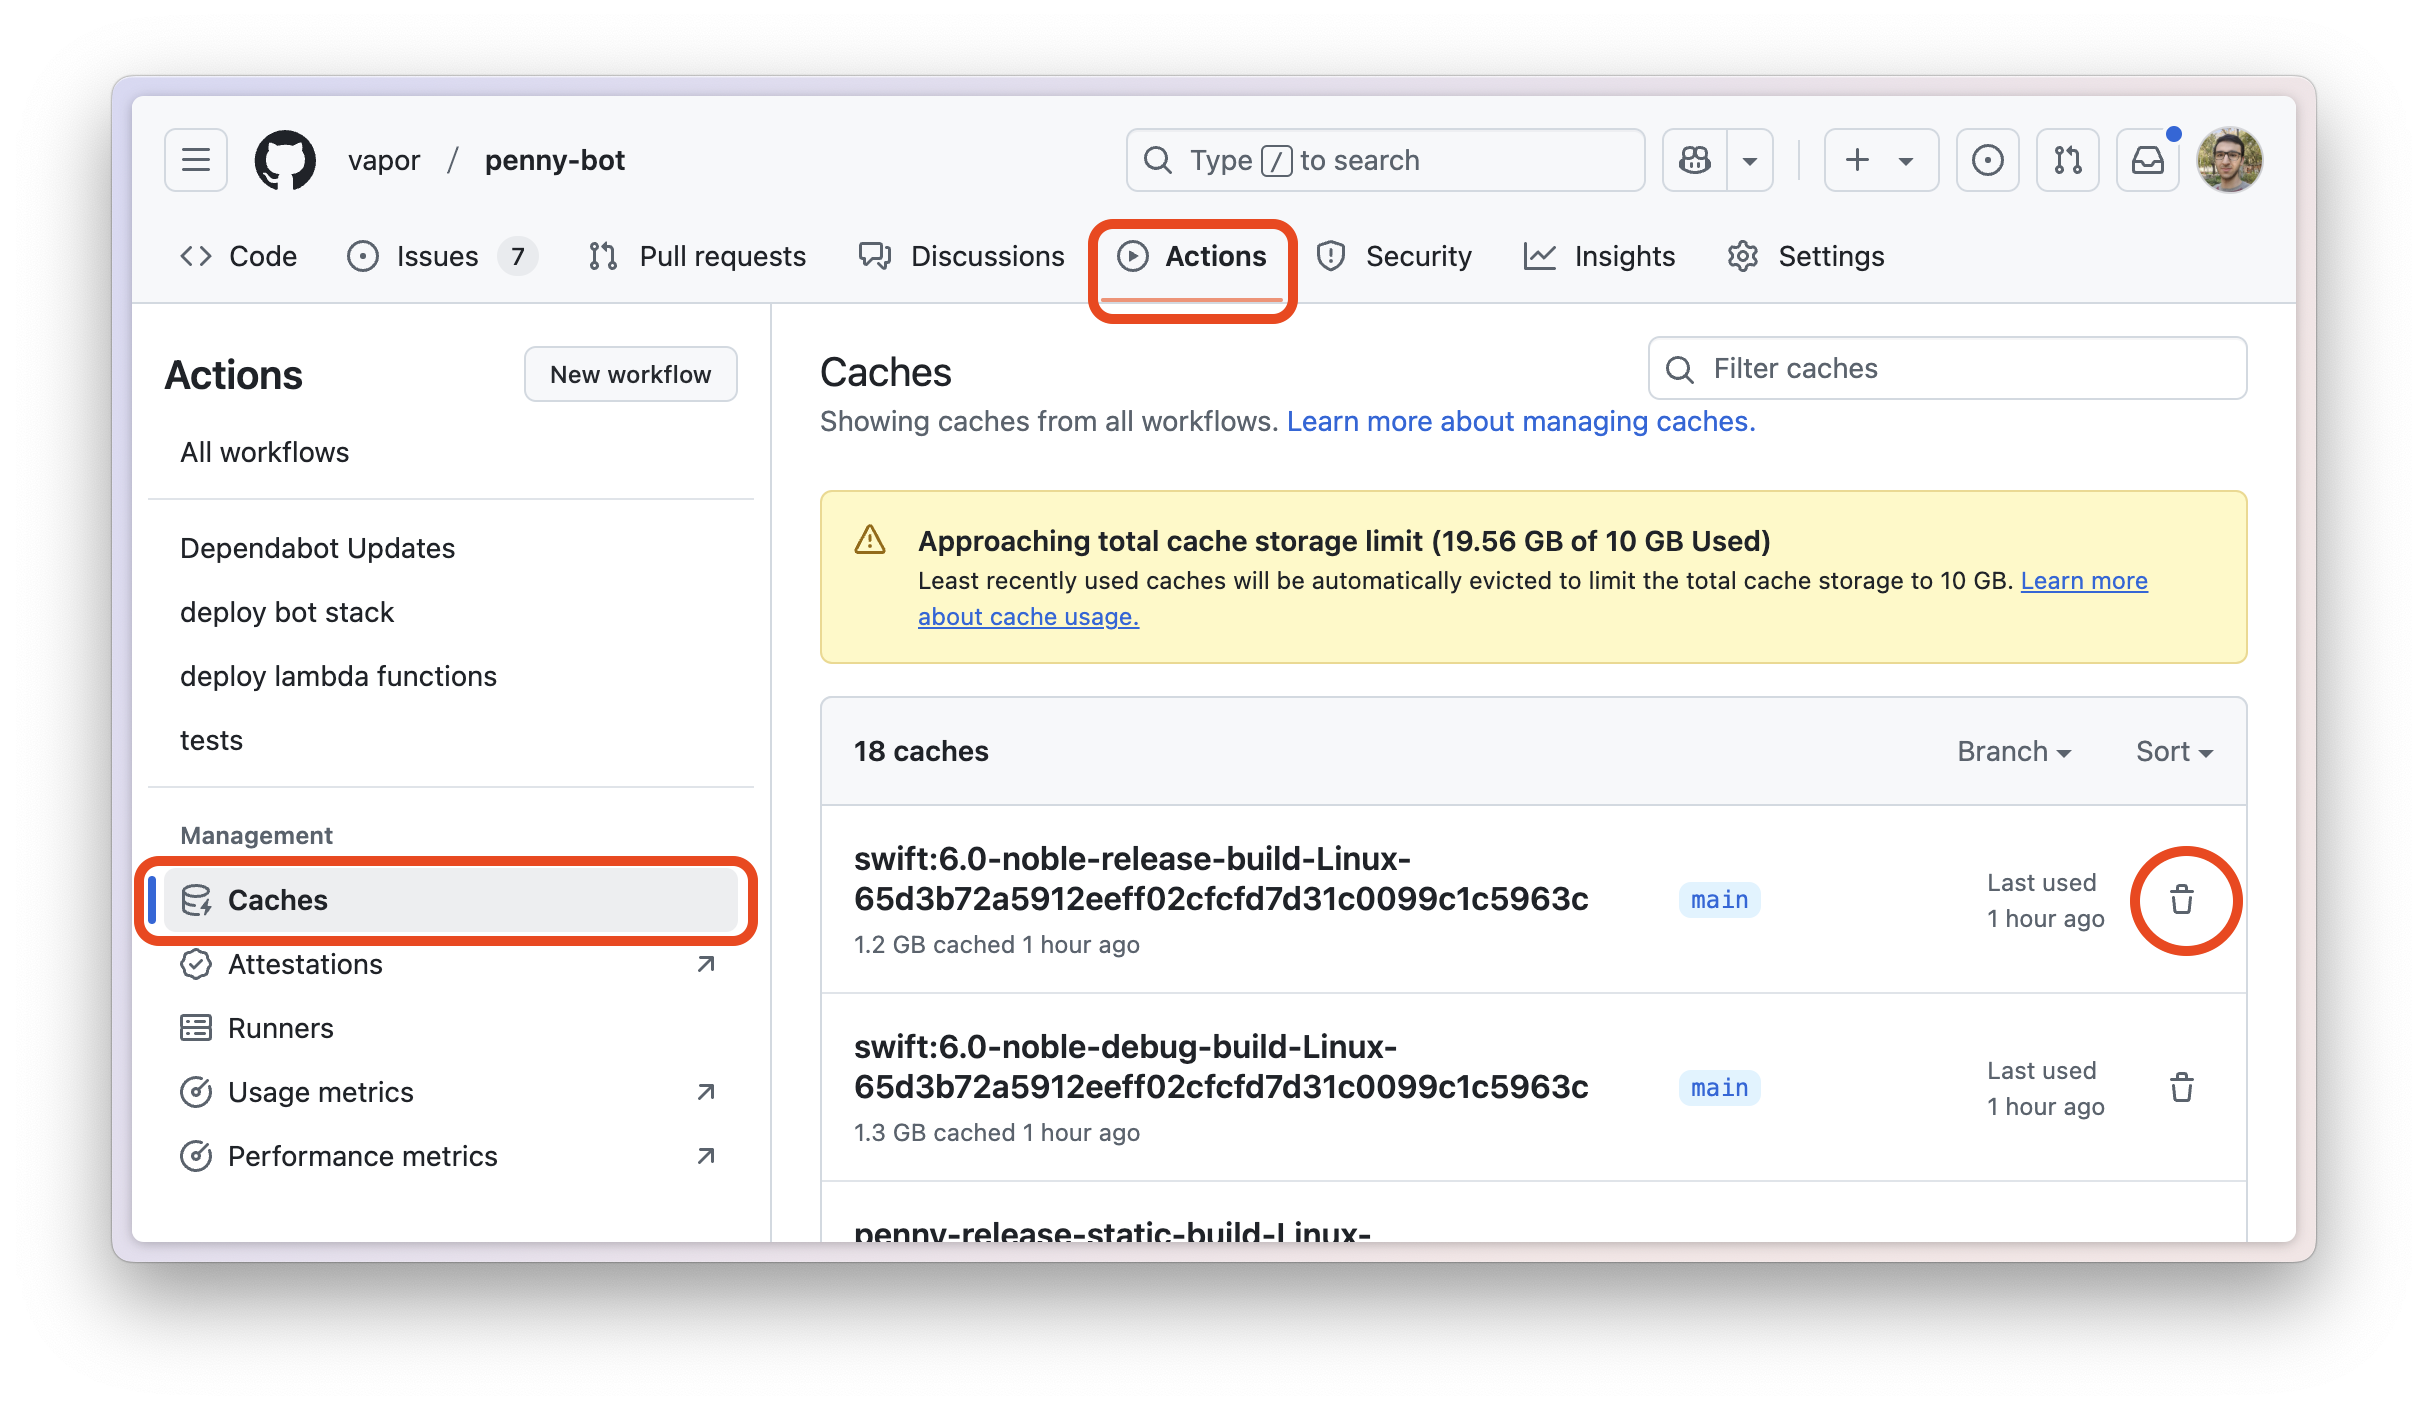 vapor / penny-bot
Type / to search
Code
Issues 7
Pull requests
Discussions
Actions
Security
Insights
Settings
Actions
New workflow
All workflows
Dependabot Updates
deploy bot stack
deploy lambda functions
tests
Management
Caches
Attestations
Runners
Usage metrics
Performance metrics
Caches
Filter caches
Showing caches from all workflows. Learn more about managing caches.
Approaching total cache storage limit (19.56 GB of 10 GB Used)
Least recently used caches will be automatically evicted to limit the total cache storage to 10 GB. Learn more
about cache usage.
18 caches
Branch
Sort
swift:6.0-noble-release-build-Linux-
65d3b72a5912eeff02cfcfd7d31c0099c1c5963c
1.2 GB cached 1 hour ago
main
Last used
1 hour ago
swift:6.0-noble-debug-build-Linux-
65d3b72a5912eeff02cfcfd7d31c0099c1c5963c
1.3 GB cached 1 hour ago
main
Last used
1 hour ago
penny-release-static-build-Linux-